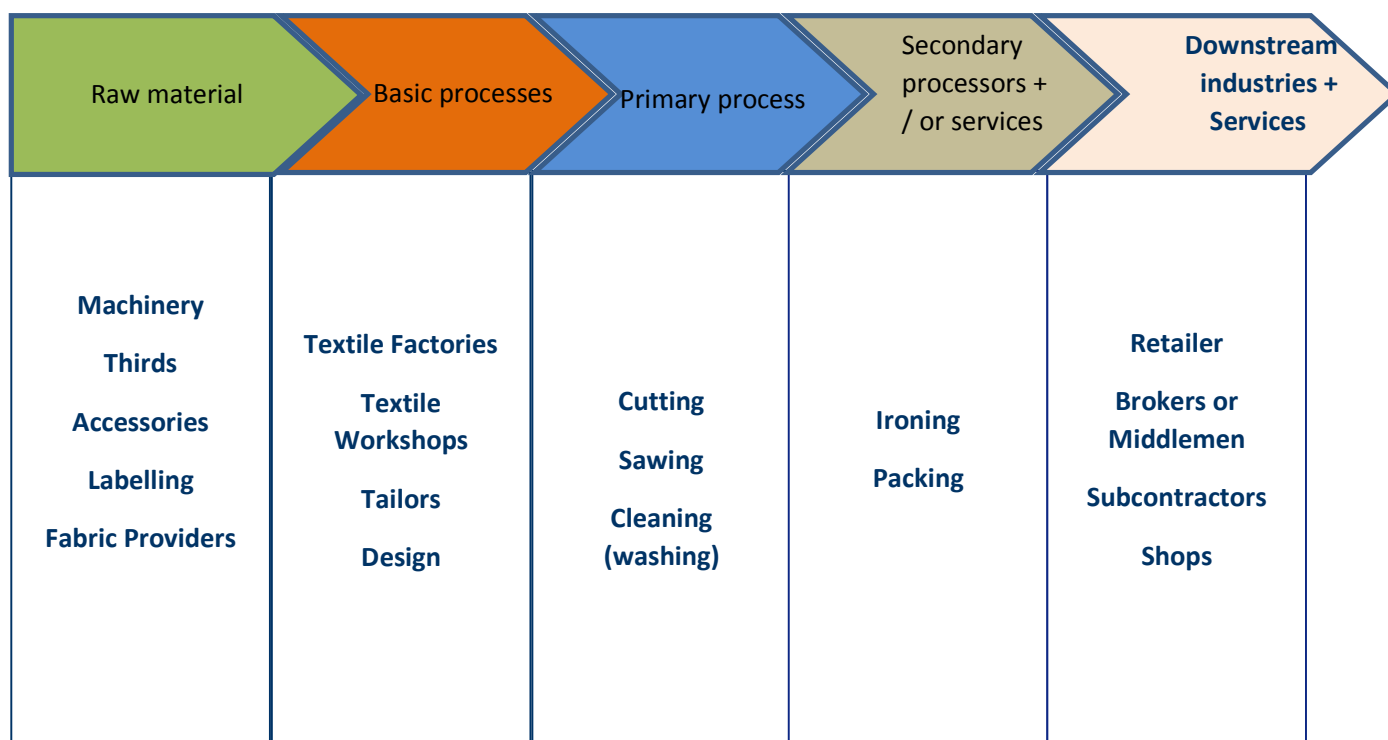 Raw material
Basic processes
Primary process
Secondary
processors +
/ or services
Downstream
industries +
Services
Machinery
Thirds
Accessories
Labelling
Fabric Providers
Textile Factories
Textile
Workshops
Tailors
Design
Cutting
Sawing
Cleaning
(washing)
Ironing
Packing
Retailer
Brokers or
Middlemen
Subcontractors
Shops